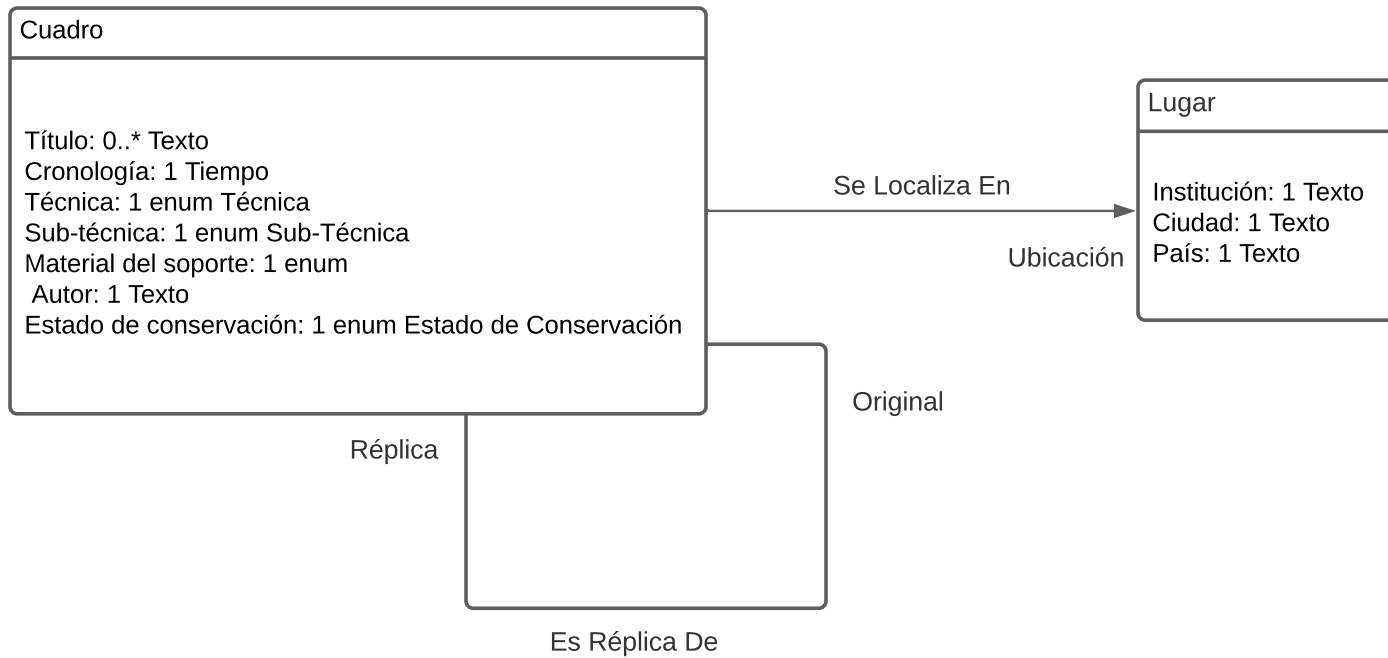 Cuadro
Título: 0..* Texto
Cronología: 1 Tiempo
Técnica: 1 enum Técnica
Sub-técnica: 1 enum Sub-Técnica
Material del soporte: 1 enum
Autor: 1 Texto
Estado de conservación: 1 enum Estado de Conservación
Se Localiza En
Ubicación
Lugar
Institución: 1 Texto
Ciudad: 1 Texto
País: 1 Texto
Original
Réplica
Es Réplica De